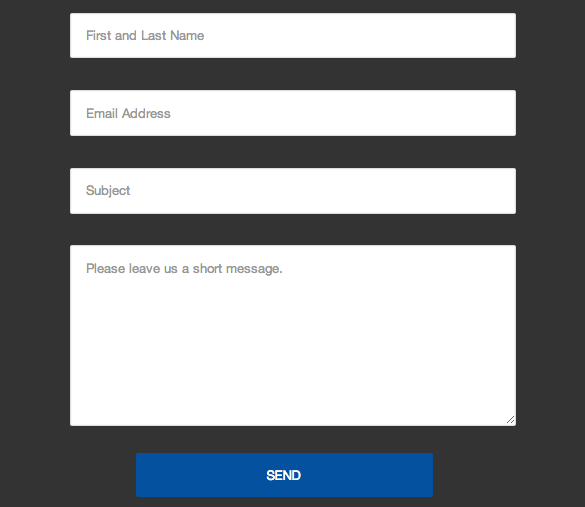 First and Last Name
Email Address
Subject
Please leave us a short message.
SEND